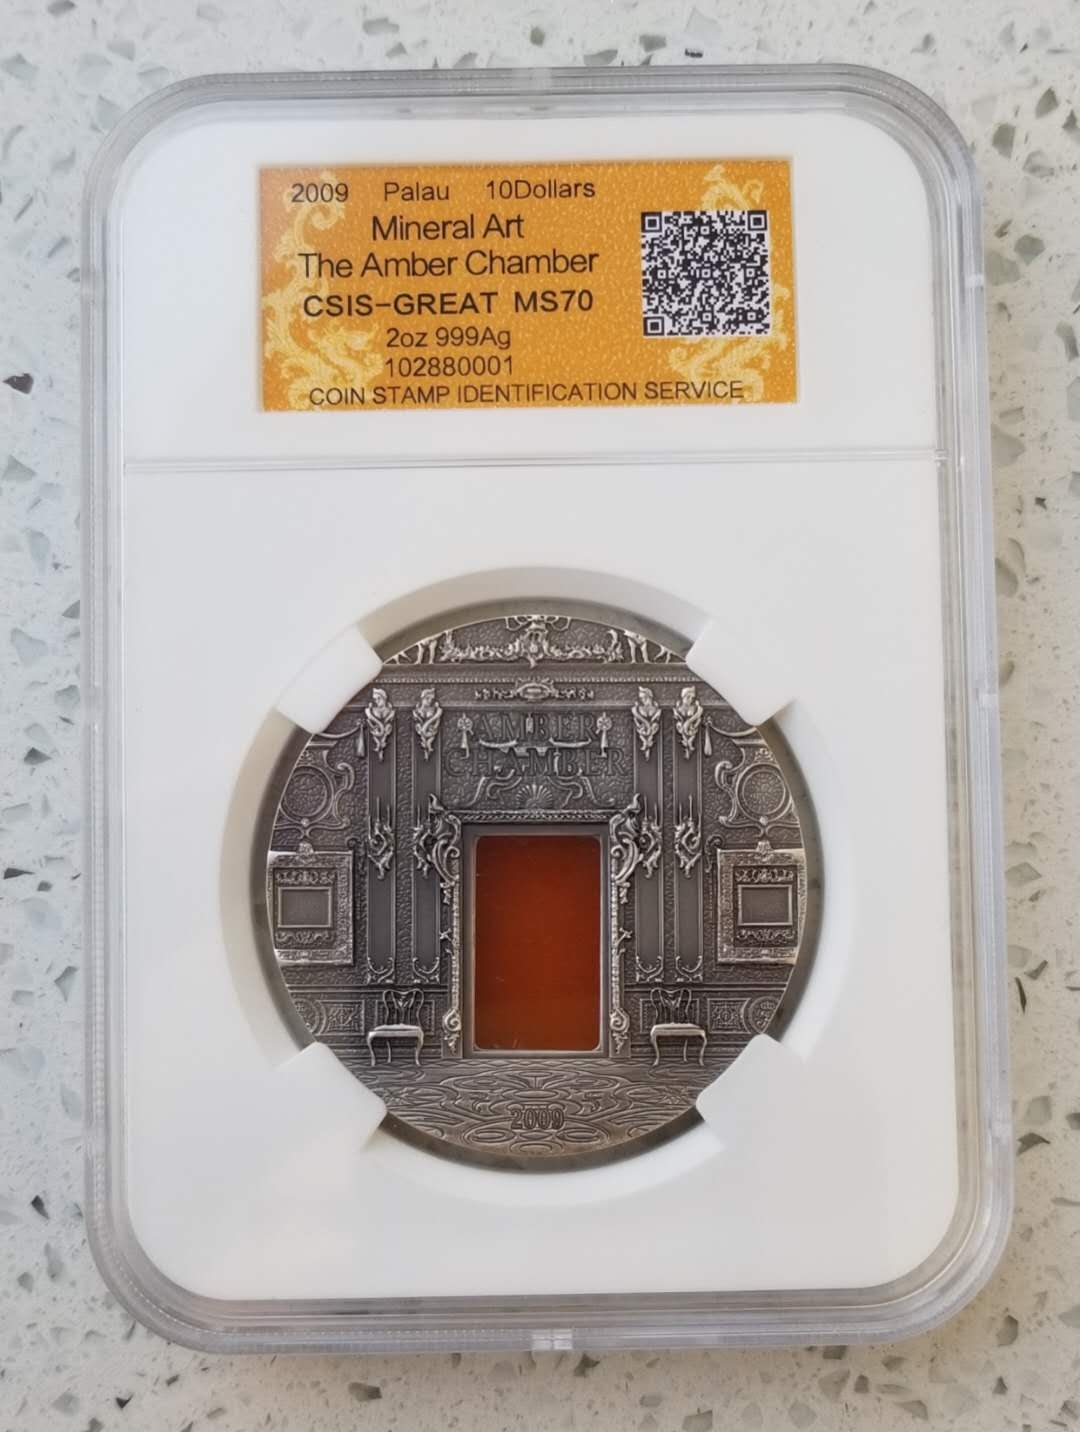 2009 Palau 10Dollars
Mineral Art
The Amber Chamber
CSIS-GREAT MS70
2oz 999Ag
102880001
COIN STAMP IDENTIFICATION SERVICE
AMBER
CHAMBER
2009